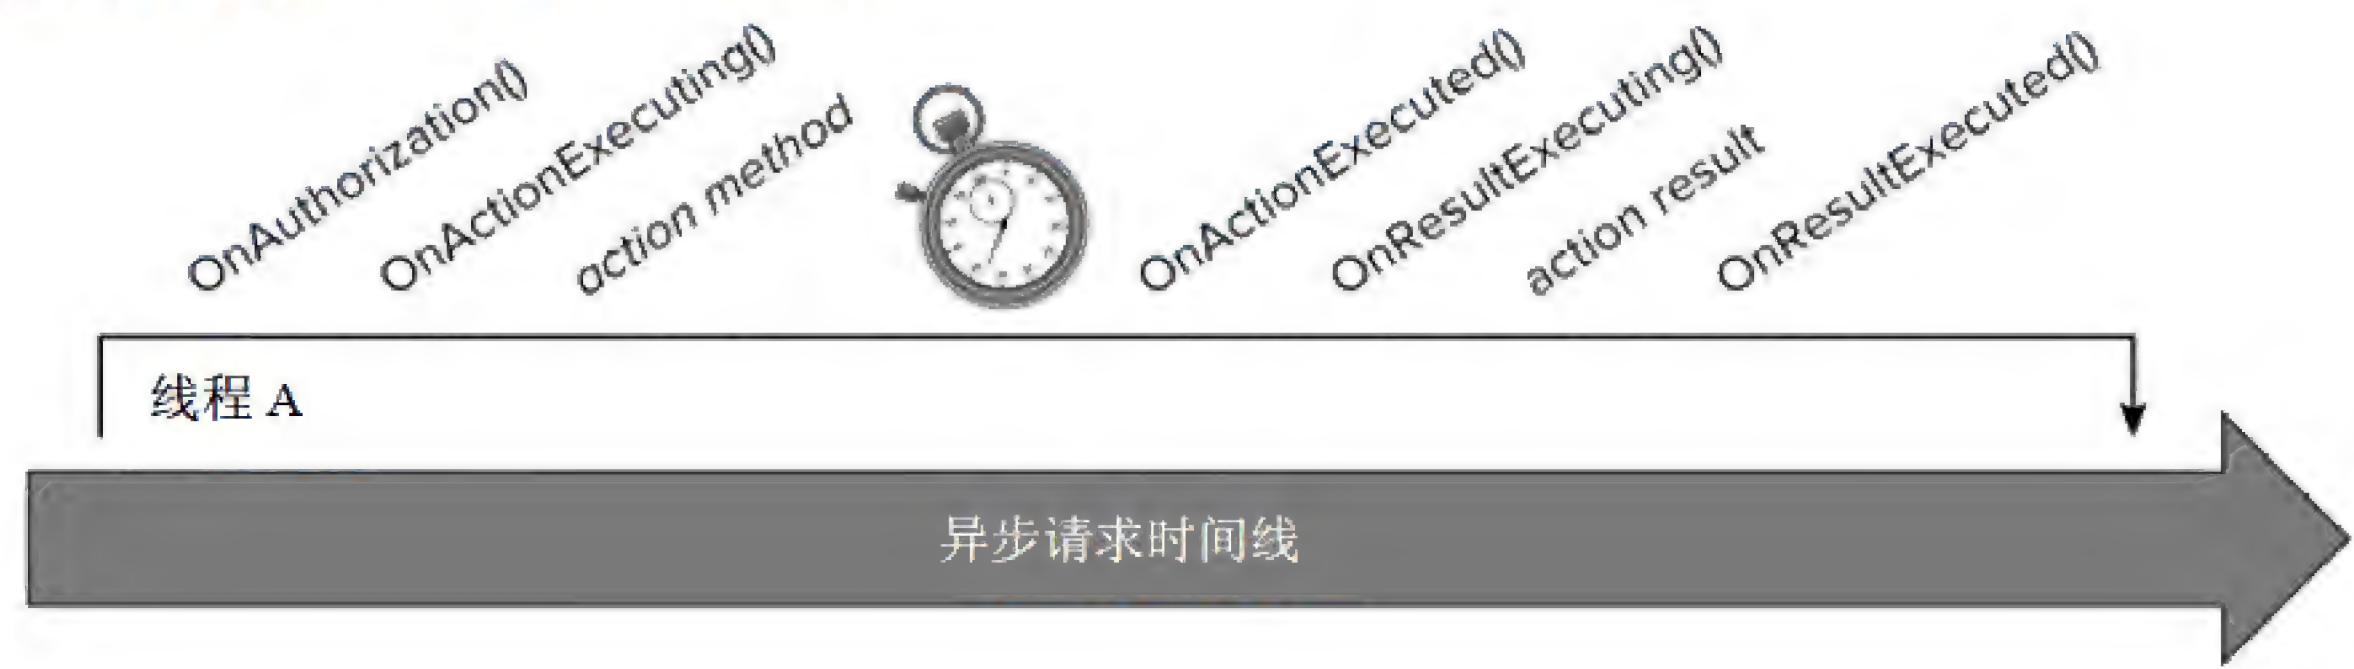 OnAuthorization()
OnActionExecuting()
action method
OnActionExecuted()
OnResultExecuting()
action result
OnResultExecuted()
线程 A
异步请求时间线